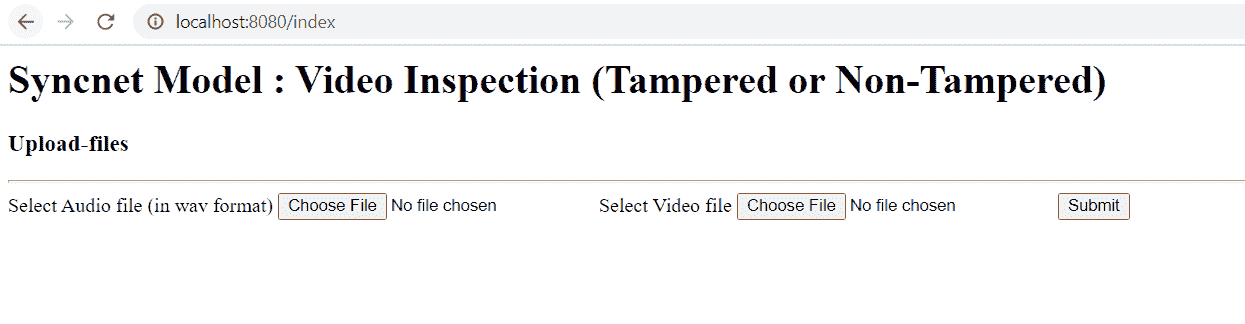 localhost:8080/index
Syncnet Model : Video Inspection (Tampered or Non-Tampered)
Upload-files
Select Audio file (in wav format) Choose File No file chosen Select Video file Choose File No file chosen Submit